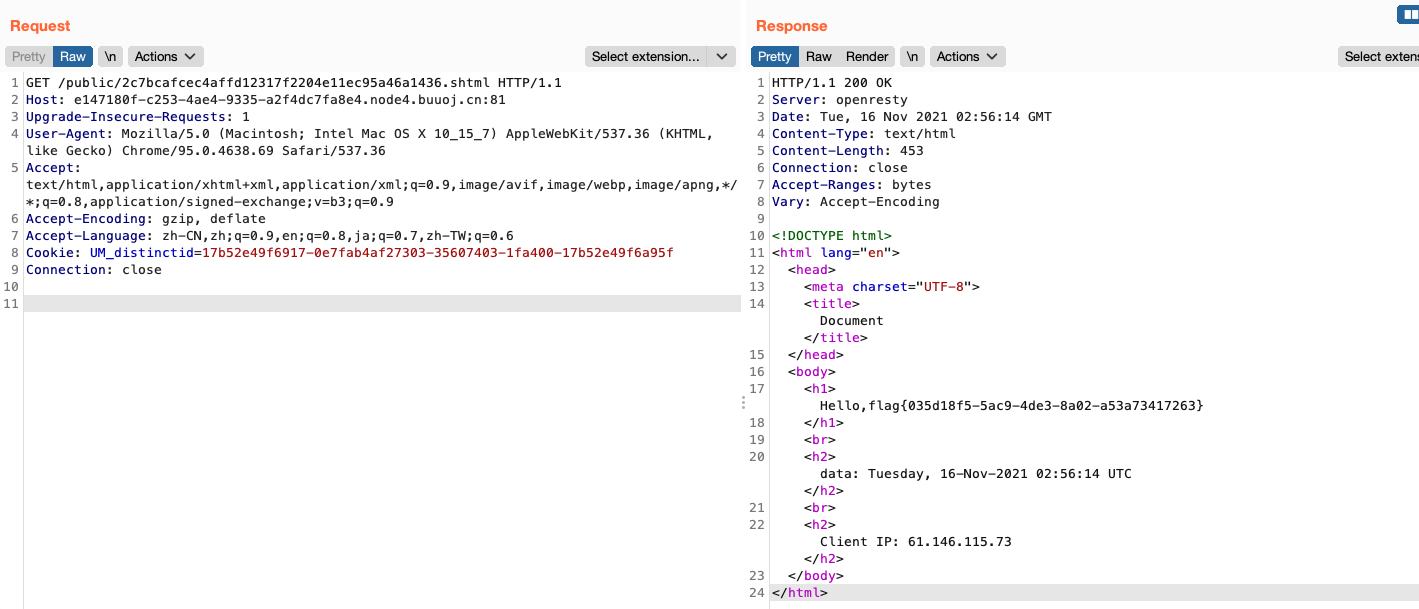 Request
Pretty Raw \n Actions Select extension...
1 GET /public/2c7bcafcec4affd12317f2204e11ec95a46a1436.shtml HTTP/1.1
2 Host: e147180f-c253-4ae4-9335-a2f4dc7fa8e4.node4.buuoj.cn:81
3 Upgrade-Insecure-Requests: 1
4 User-Agent: Mozilla/5.0 (Macintosh; Intel Mac OS X 10_15_7) AppleWebKit/537.36 (KHTML,
like Gecko) Chrome/95.0.4638.69 Safari/537.36
5 Accept:
text/html,application/xhtml+xml,application/xml;q=0.9,image/avif,image/webp,image/apng,*/
*;q=0.8,application/signed-exchange;v=b3;q=0.9
6 Accept-Encoding: gzip, deflate
7 Accept-Language: zh-CN,zh;q=0.9,en;q=0.8,ja;q=0.7,zh-TW;q=0.6
8 Cookie: UM_distinctid=17b52e49f6917-0e7fab4af27303-35607403-1fa400-17b52e49f6a95f
9 Connection: close
10
11
Response
Pretty Raw Render \n Actions Select exten
1 HTTP/1.1 200 OK
2 Server: openresty
3 Date: Tue, 16 Nov 2021 02:56:14 GMT
4 Content-Type: text/html
5 Content-Length: 453
6 Connection: close
7 Accept-Ranges: bytes
8 Vary: Accept-Encoding
9
10 <!DOCTYPE html>
11 <html lang="en">
12 <head>
13 <meta charset="UTF-8">
14 <title>
Document
</title>
15 </head>
16 <body>
17 <h1>
Hello,flag{035d18f5-5ac9-4de3-8a02-a53a73417263}
18 </h1>
19 <br>
20 <h2>
data: Tuesday, 16-Nov-2021 02:56:14 UTC
</h2>
21 <br>
22 <h2>
Client IP: 61.146.115.73
</h2>
23 </body>
24 </html>